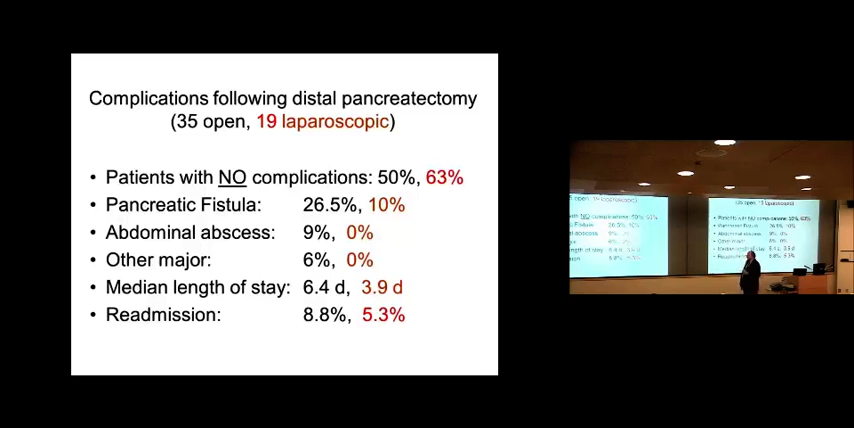 Complications following distal pancreatectomy
(35 open, 19 laparoscopic)
• Patients with NO complications: 50%, 63%
• Pancreatic Fistula: 26.5%, 10%
• Abdominal abscess: 9%, 0%
• Other major: 6%, 0%
• Median length of stay: 6.4 d, 3.9 d
• Readmission: 8.8%, 5.3%